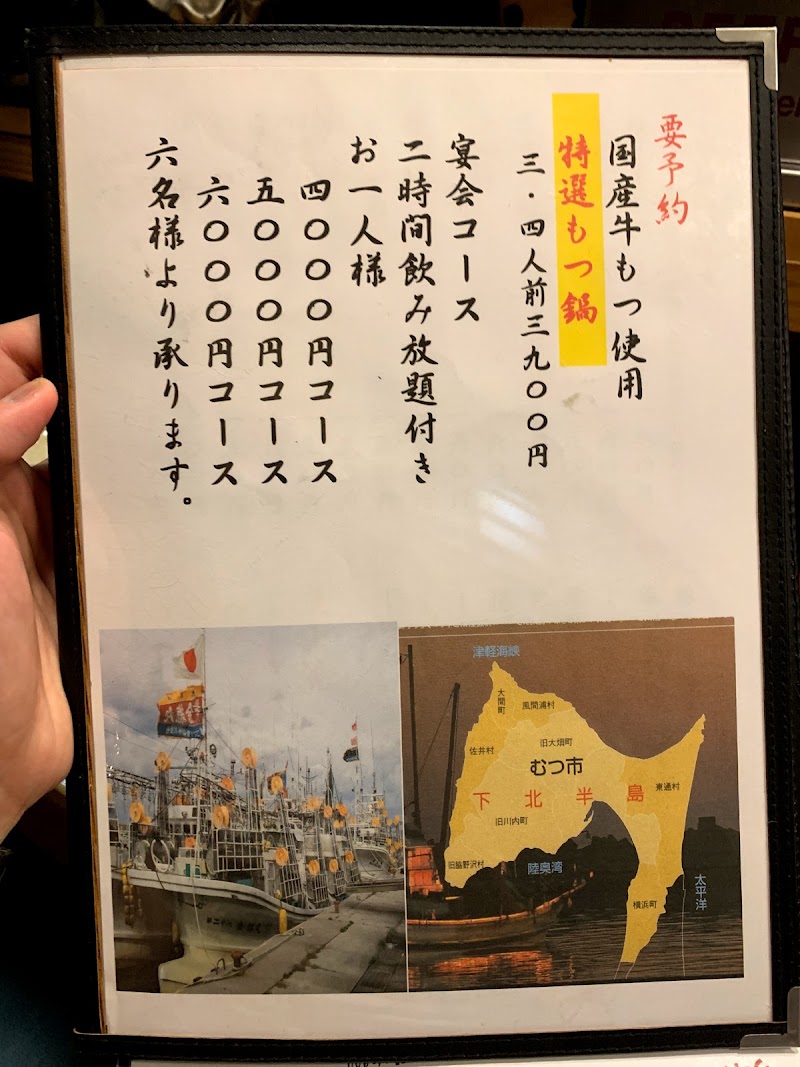 要予約
国産牛もつ使用
特選もつ鍋
三・四人前三九〇〇円
宴会コース
二時間飲み放題付き
お一人様
四〇〇〇円コース
五〇〇〇円コース
六〇〇〇円コース
六名様より承ります。
津軽海峡
大間町
風間浦村
佐井村
旧大畑町
むつ市
東通村
下北半島
旧川内町
旧脇野沢村
陸奥湾
横浜町
太平洋